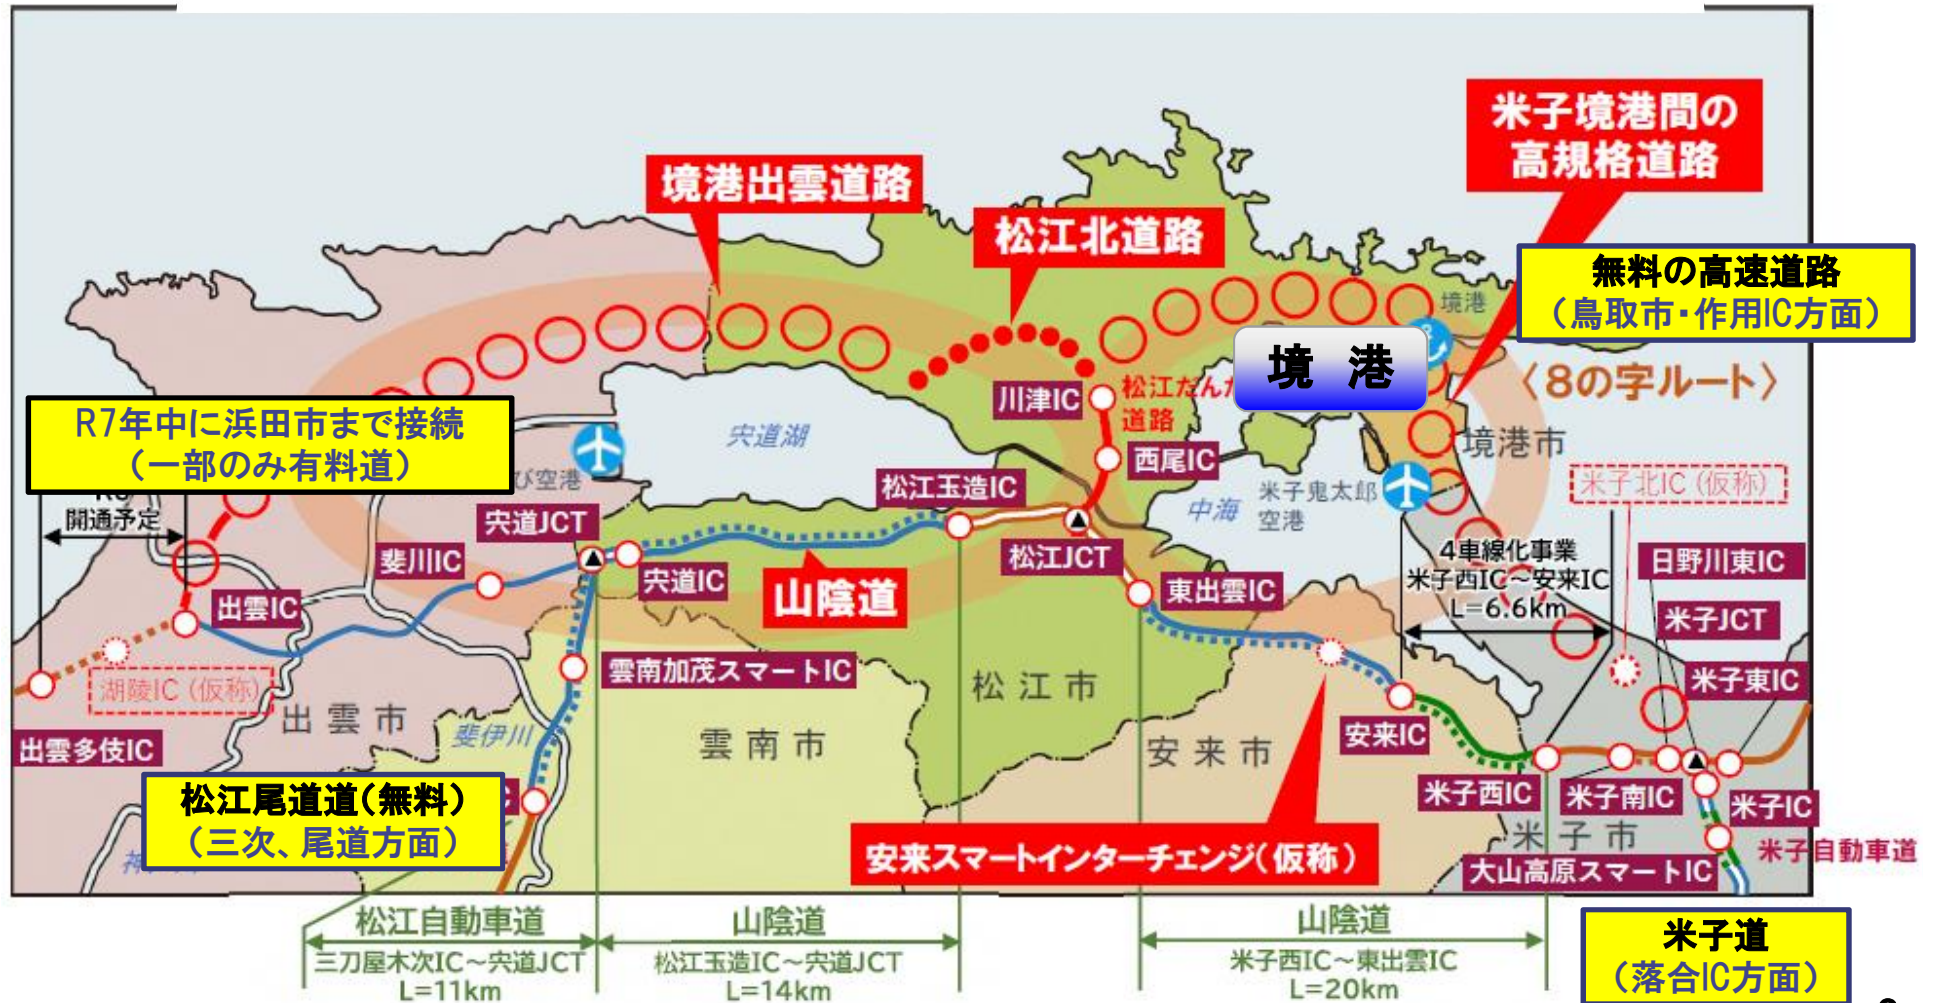 米子境港間の
高規格道路
境港出雲道路
松江北道路
無料の高速道路
（鳥取市・作用IC方面）
境港
境 港
〈8の字ルート〉
R7年中に浜田市まで接続
（一部のみ有料道）
川津IC
松江だんだ
道路
宍道湖
西尾IC
境港市
米子北IC（仮称）
び空港
松江玉造IC
中海
米子鬼太郎
空港
開通予定
宍道JCT
斐川IC
宍道IC
山陰道
松江JCT
東出雲IC
4車線化事業
米子西IC～安来IC
L=6.6km
日野川東IC
米子JCT
出雲IC
湖陵IC（仮称）
雲南加茂スマートIC
松江市
米子東IC
出雲市
斐伊川
雲南市
安来市
安来IC
出雲多伎IC
松江尾道道（無料）
（三次、尾道方面）
米子西IC
米子南IC
米子IC
米子市
安来スマートインターチェンジ（仮称）
大山高原スマートIC
米子自動車道
神
松江自動車道
三刀屋木次IC～宍道JCT
L=11km
山陰道
松江玉造IC～宍道JCT
L=14km
山陰道
米子西IC～東出雲IC
L=20km
米子道
（落合IC方面）